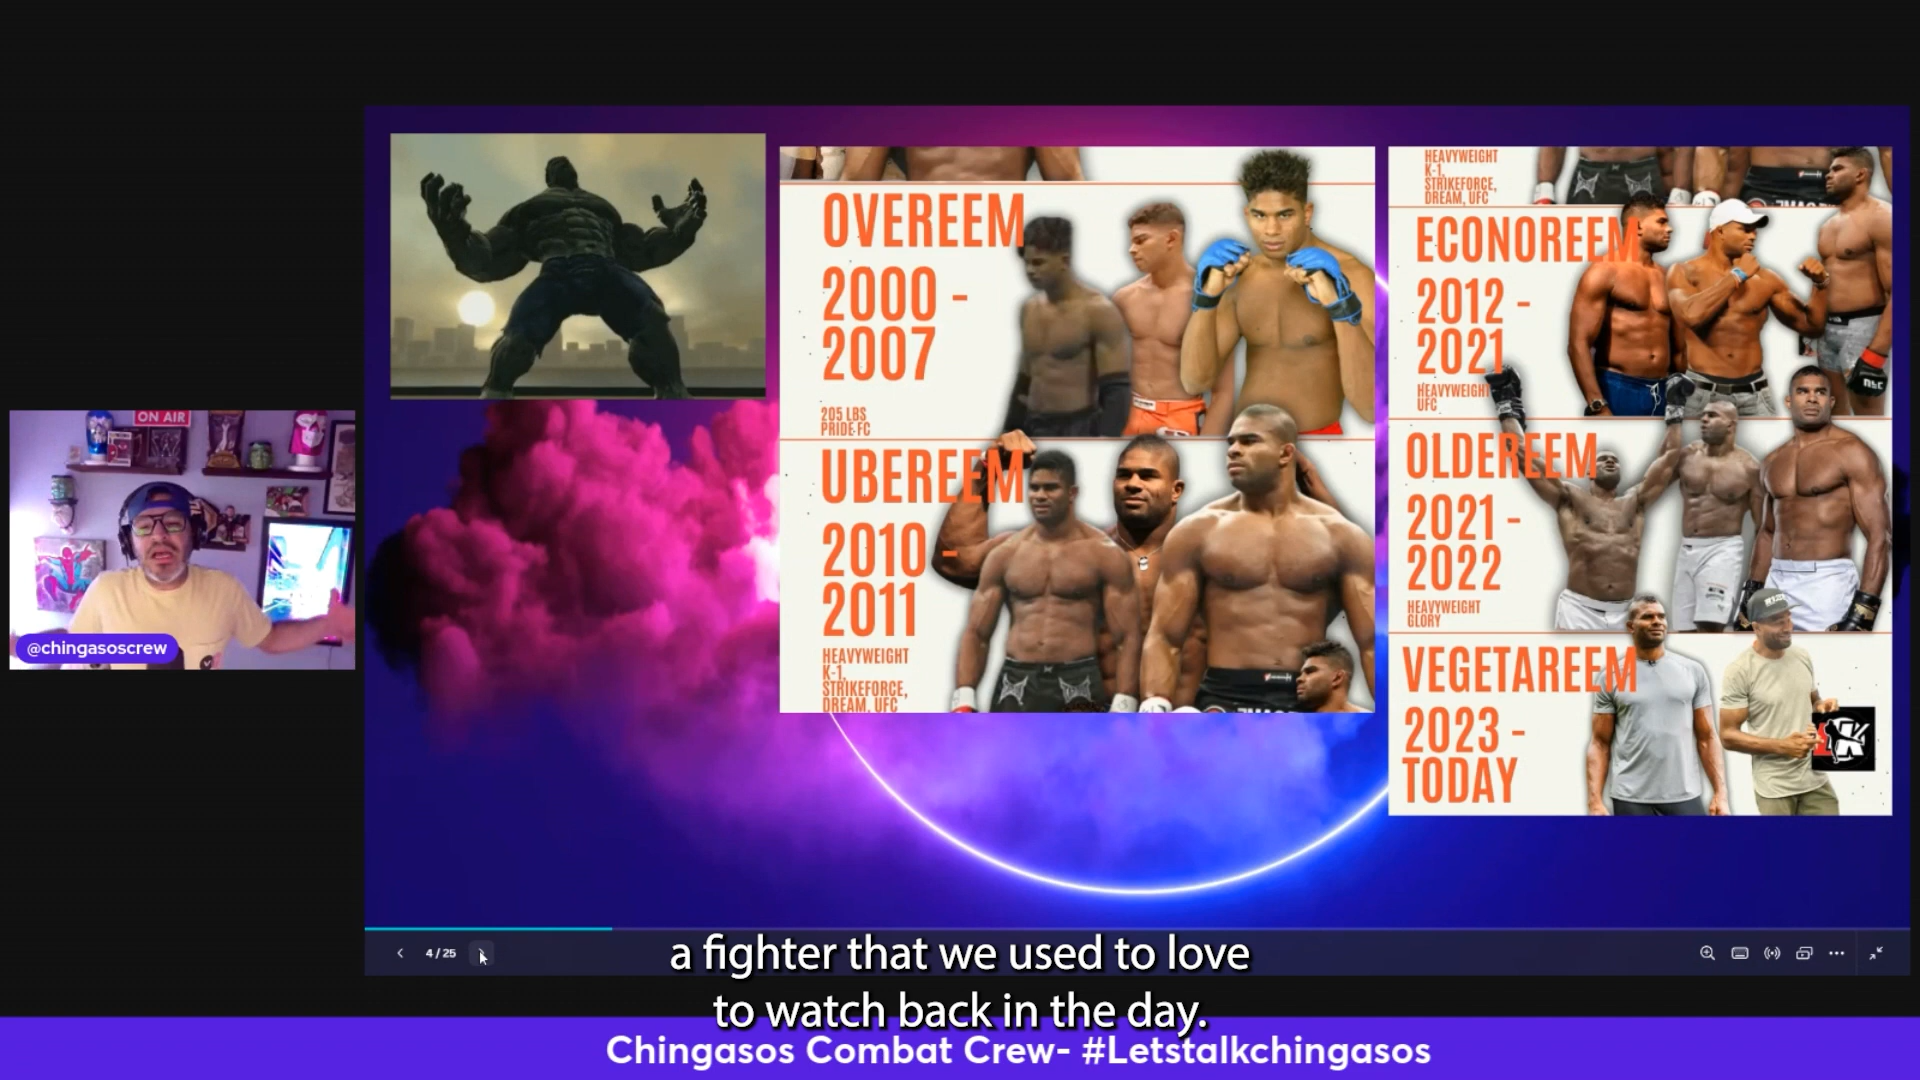 ON AIR
@chingasoscrew
OVEREEM
2000 -
2007
205 LBS
PRIDE FC
UBEREEM
2010 -
2011
HEAVYWEIGHT
K-1,
STRIKEFORCE,
DREAM, UFC
HEAVYWEIGHT
K-1,
STRIKEFORCE,
DREAM, UFC
ECONOREEM
2012 -
2021
HEAVYWEIGHT
UFC
OLDEREEM
2021 -
2022
HEAVYWEIGHT
GLORY
VEGETAREEM
2023 -
TODAY
4 / 25
a fighter that we used to love
to watch back in the day.
Chingasos Combat Crew- #Letstalkchingasos